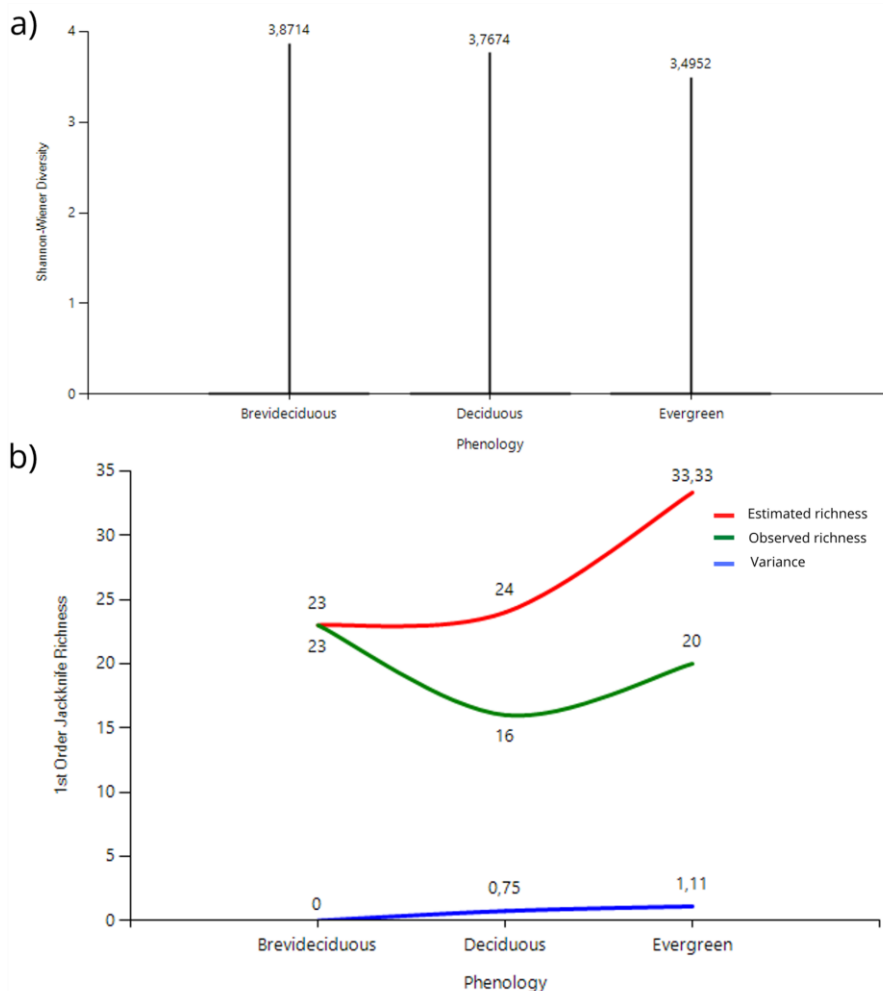 a)
4
3
2
1
0
Shannon-Wiener Diversity
3,8714
3,7674
3,4952
Brevideciduous
Deciduous
Evergreen
Phenology
b)
35
30
25
20
15
10
5
0
1st Order Jackknife Richness
33,33
Estimated richness
Observed richness
Variance
23
24
23
20
16
0
0,75
1,11
Brevideciduous
Deciduous
Evergreen
Phenology